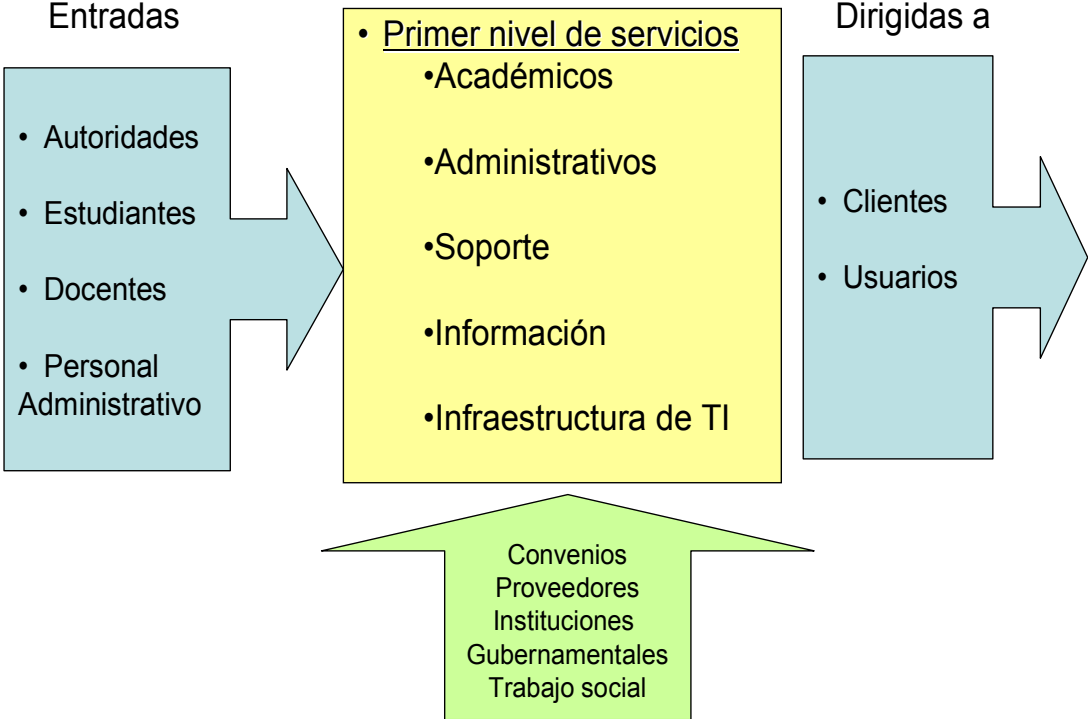 Entradas
• Autoridades
• Estudiantes
• Docentes
• Personal
Administrativo
• Primer nivel de servicios
•Académicos
•Administrativos
•Soporte
•Información
•Infraestructura de TI
Dirigidas a
• Clientes
• Usuarios
Convenios
Proveedores
Instituciones
Gubernamentales
Trabajo social